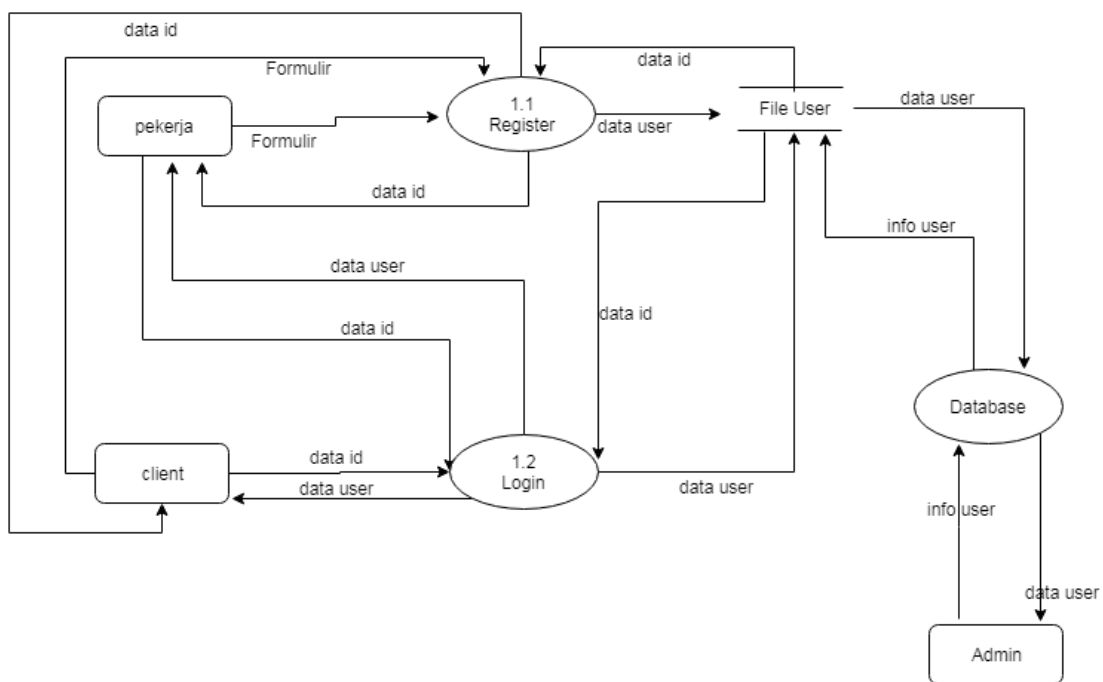 data id
Formulir
data id
pekerja
Formulir
1.1
Register
data user
File User
data user
data id
info user
data user
data id
data id
Database
client
data id
data user
1.2
Login
data user
info user
data user
Admin